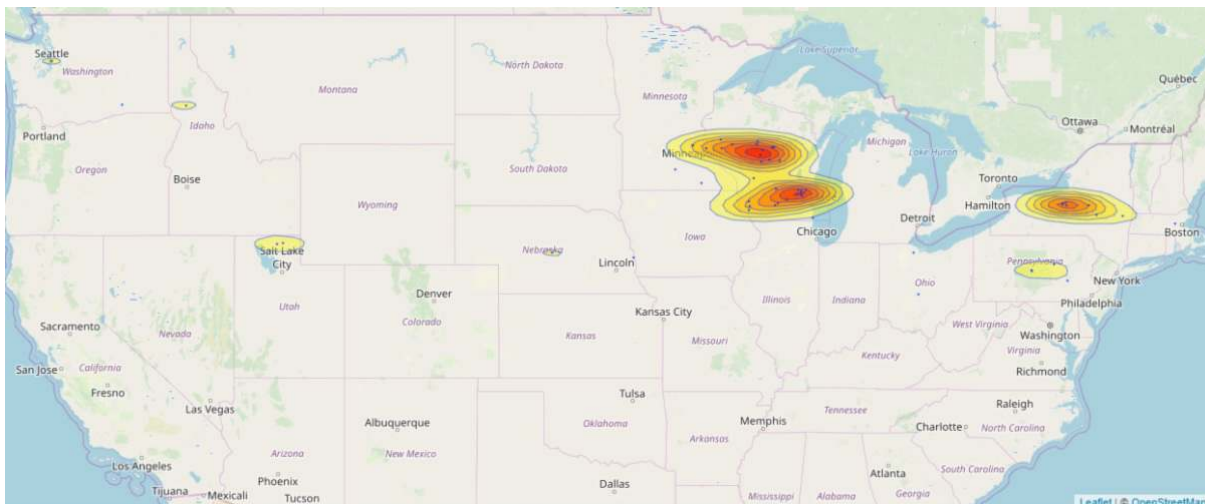 Seattle
Washington
Portland
Oregon
Idaho
Boise
Montana
North Dakota
South Dakota
Minnesota
Lake Superior
Wyoming
Nebraska
Iowa
Michigan
Lake Huron
Québec
Ottawa
Montréal
Toronto
Hamilton
Detroit
Chicago
Boston
Salt Lake
City
Utah
Nevada
Sacramento
California
San Jose
Fresno
Las Vegas
Los Angeles
Denver
Colorado
Lincoln
Kansas City
Kansas
Missouri
Illinois
Indiana
Ohio
Pennsylvania
New York
Philadelphia
Washington
West Virginia
Virginia
Richmond
Kentucky
Tulsa
Oklahoma
Albuquerque
New Mexico
Arizona
Phoenix
Tucson
Tijuana
Mexicali
Memphis
Tennessee
Arkansas
Charlotte
Raleigh
North Carolina
South Carolina
Atlanta
Georgia
Alabama
Mississippi
Dallas
Leaflet | © OpenStreetMap